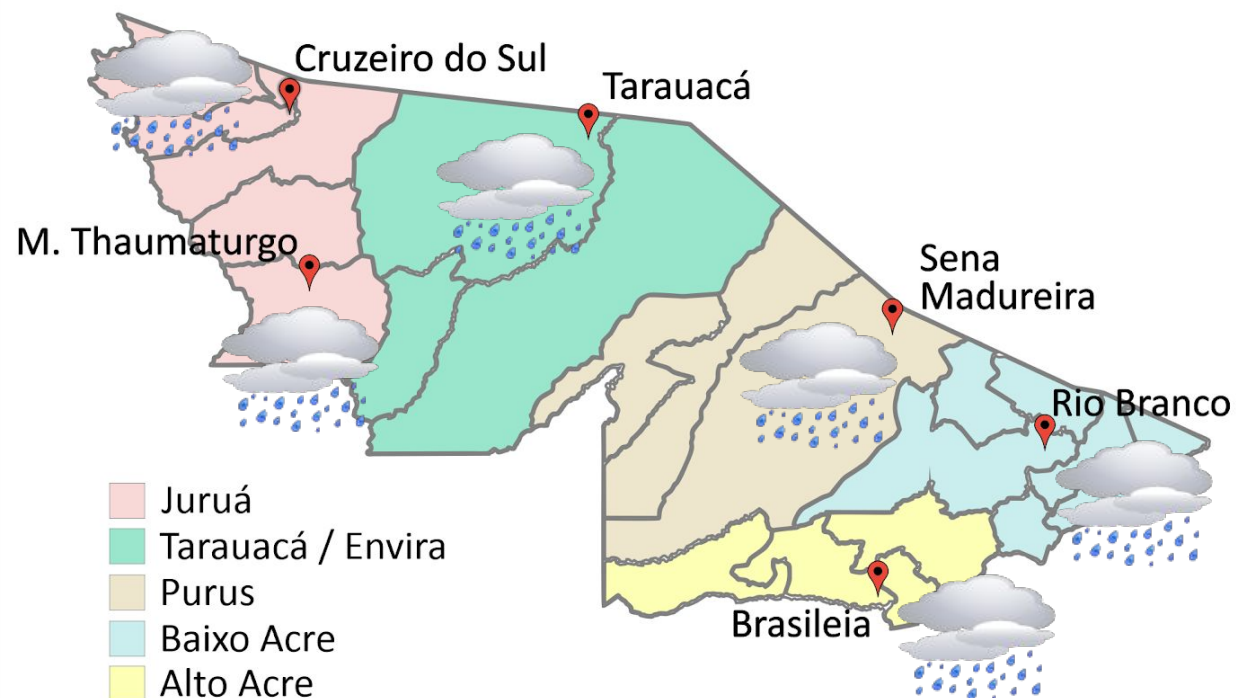 Cruzeiro do Sul
Tarauacá
M. Thaumaturgo
Sena
Madureira
Rio Branco
Brasileia
Juruá
Tarauacá / Envira
Purus
Baixo Acre
Alto Acre